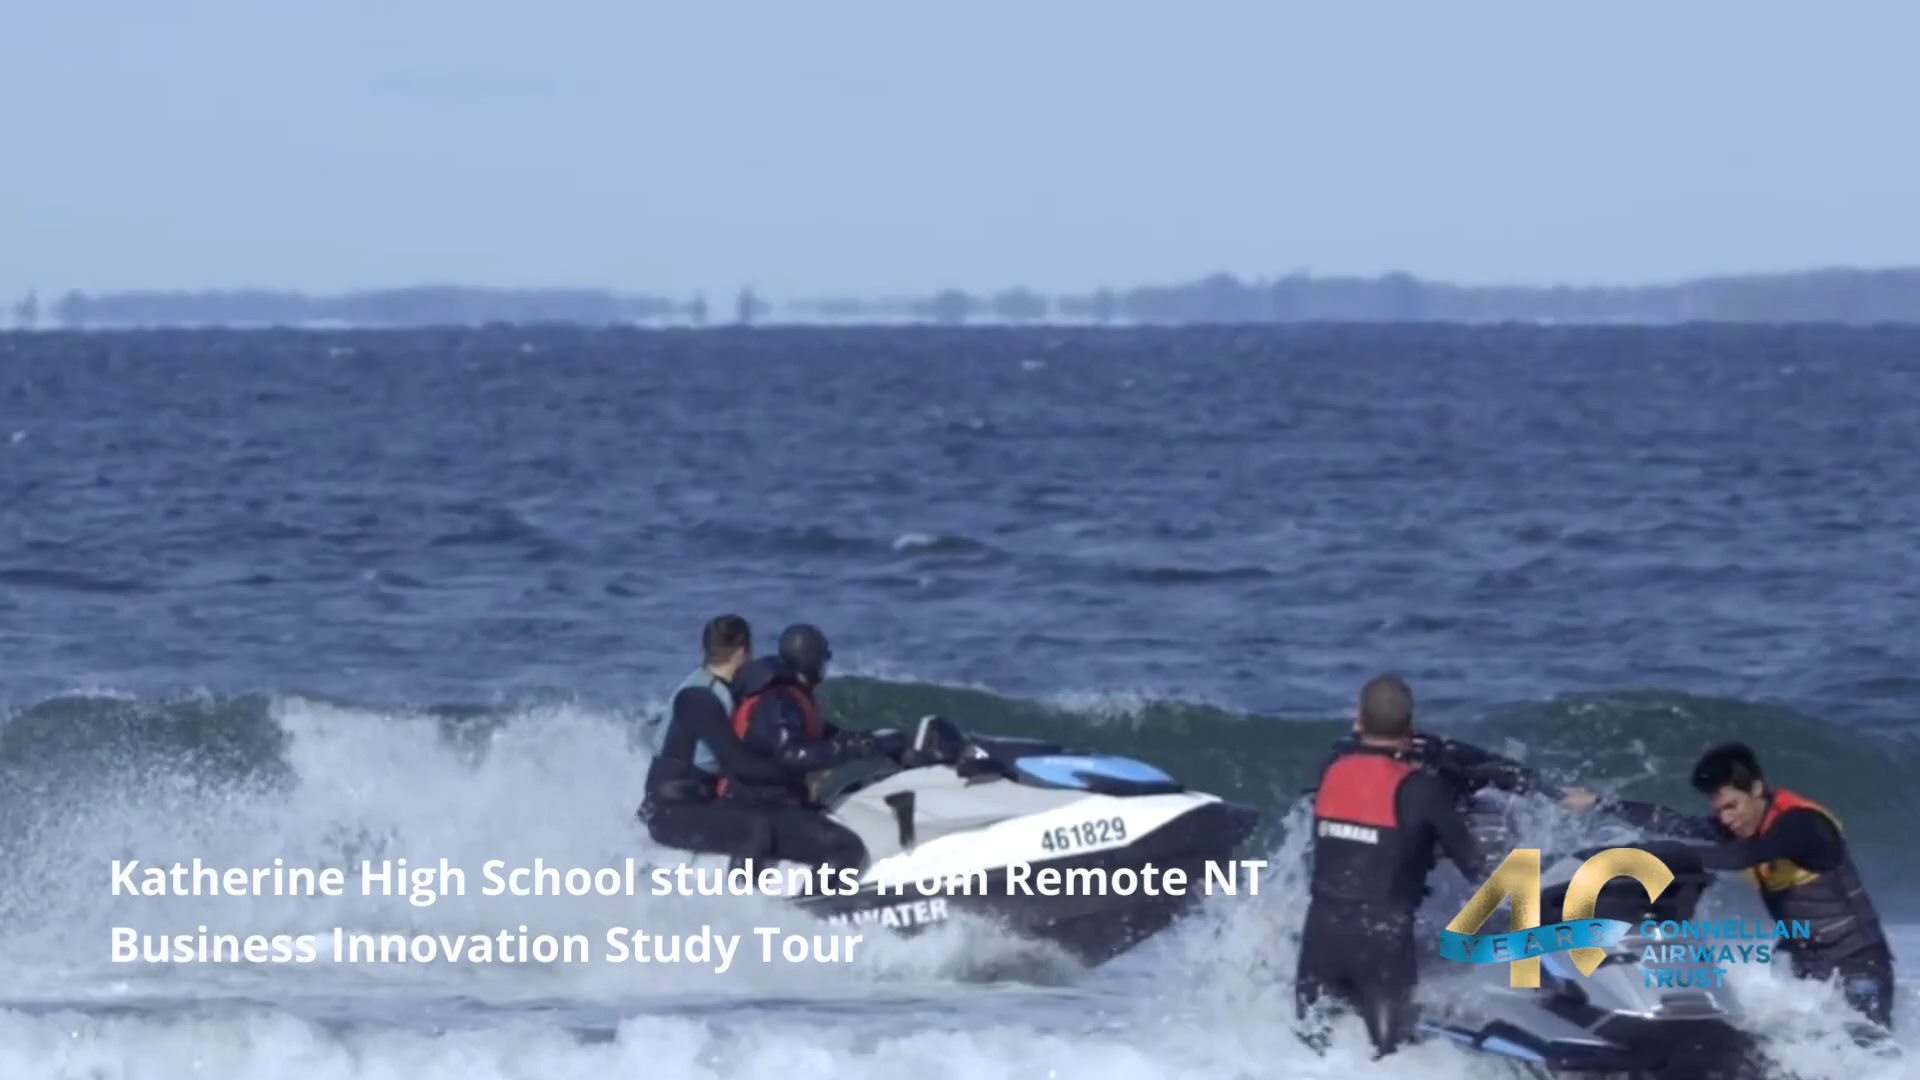 461829
YAMAHA
Katherine High School students from Remote NT
Business Innovation Study Tour
WATER
40
YEARS
CONNELLAN
AIRWAYS
TRUST